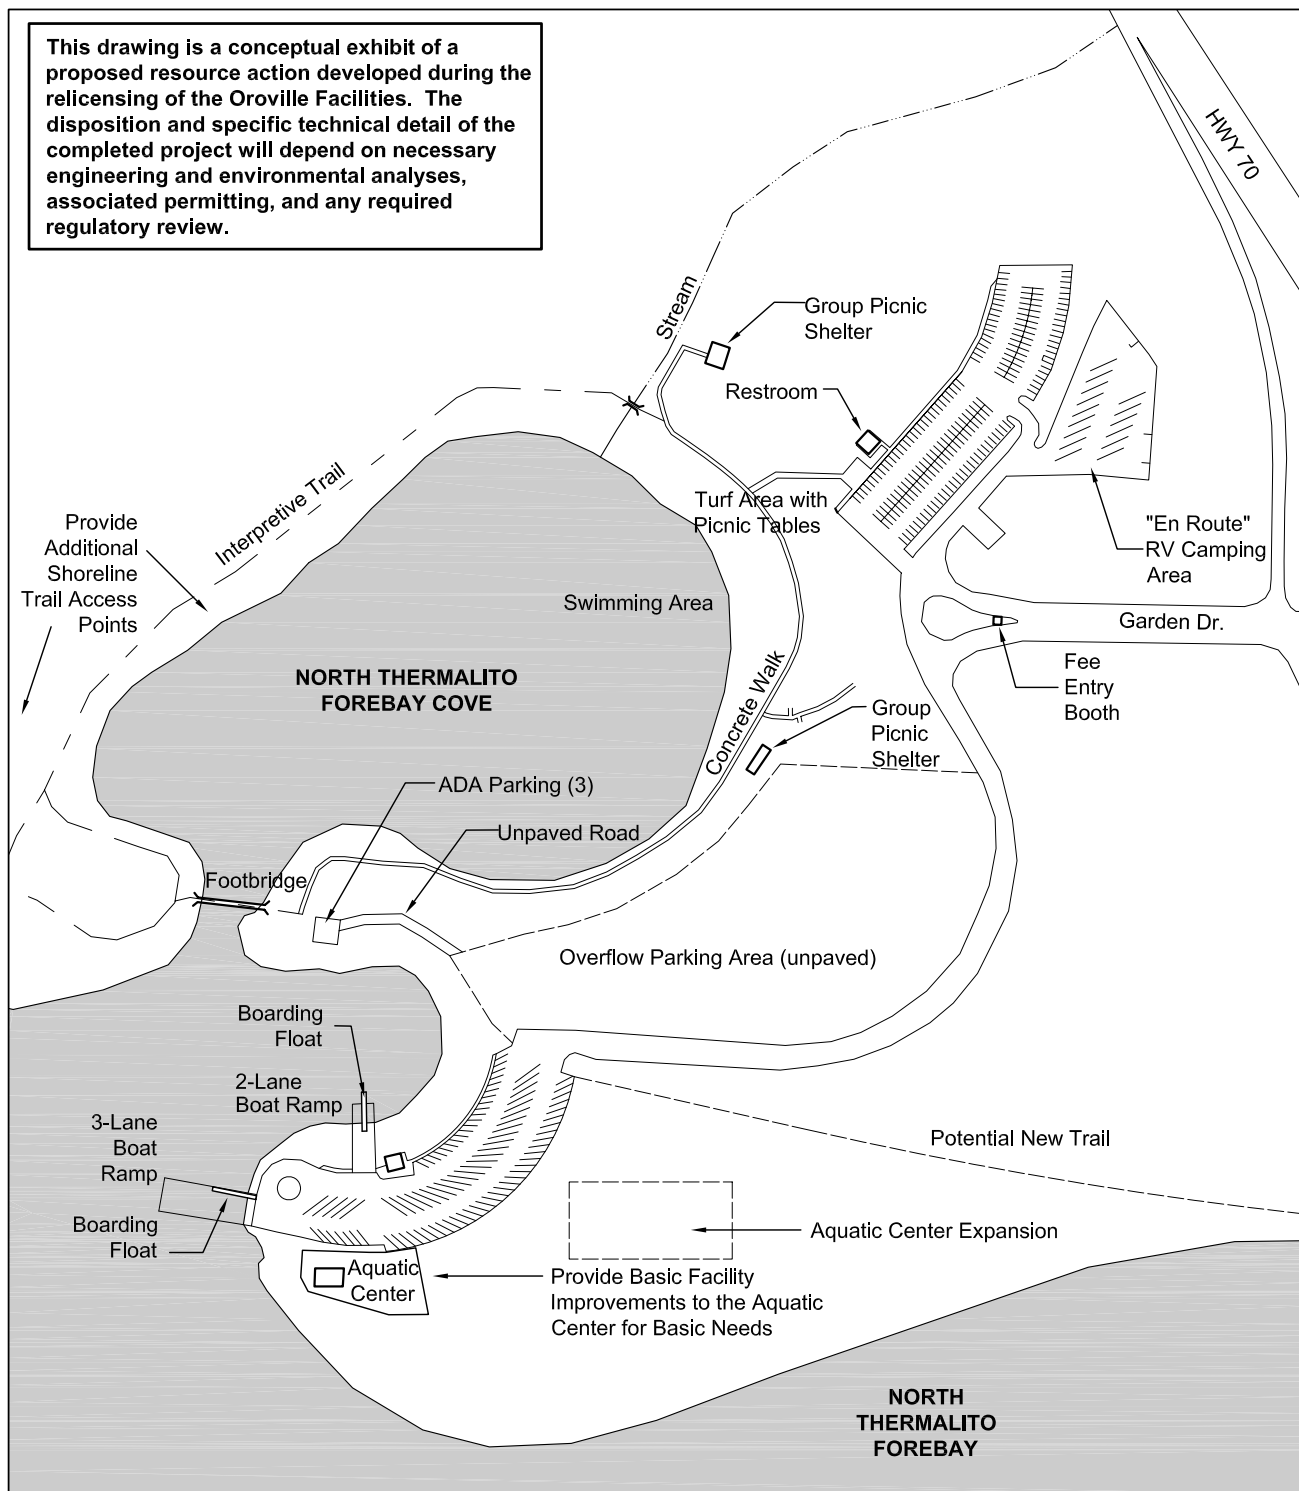 This drawing is a conceptual exhibit of a
proposed resource action developed during the
relicensing of the Oroville Facilities.  The
disposition and specific technical detail of the
completed project will depend on necessary
engineering and environmental analyses,
associated permitting, and any required
regulatory review.
HWY 70
Stream
Group Picnic
Shelter
Restroom
Interpretive Trail
Turf Area with
Picnic Tables
"En Route"
RV Camping
Area
Provide
Additional
Shoreline
Trail Access
Points
Swimming Area
Garden Dr.
NORTH THERMALITO
FOREBAY COVE
Fee
Entry
Booth
Concrete Walk
Group
Picnic
Shelter
ADA Parking (3)
Unpaved Road
Footbridge
Overflow Parking Area (unpaved)
Boarding
Float
2-Lane
Boat Ramp
3-Lane
Boat
Ramp
Potential New Trail
Boarding
Float
Aquatic Center Expansion
Aquatic
Center
Provide Basic Facility
Improvements to the Aquatic
Center for Basic Needs
NORTH
THERMALITO
FOREBAY